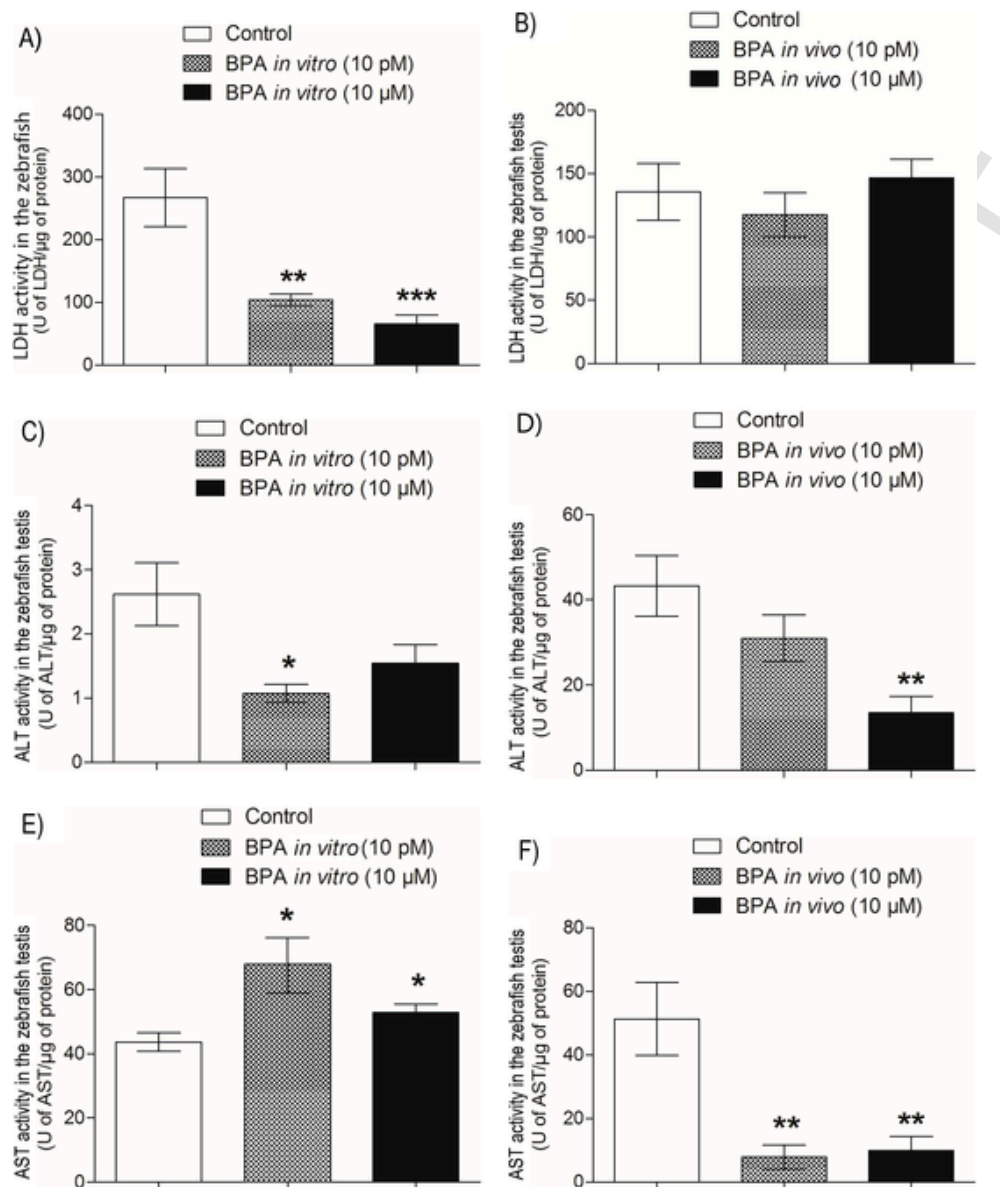 A)
Control
BPA in vitro (10 pM)
BPA in vitro (10 μM)
LDH activity in the zebrafish
(U of LDH/μg of protein)
400
300
200
100
0
**
***
B)
Control
BPA in vivo (10 pM)
BPA in vivo (10 μM)
LDH activity in the zebrafish testis
(U of LDH/ug of protein)
200
150
100
50
0
C)
Control
BPA in vitro (10 pM)
BPA in vitro (10 μM)
ALT activity in the zebrafish testis
(U of ALT/μg of protein)
4
3
2
1
0
*
D)
Control
BPA in vivo (10 pM)
BPA in vivo (10 μM)
ALT activity in the zebrafish testis
(U of ALT/μg of protein)
60
40
20
0
**
E)
Control
BPA in vitro (10 pM)
BPA in vitro (10 μM)
AST activity in the zebrafish testis
(U of AST/μg of protein)
80
60
40
20
0
*
*
F)
Control
BPA in vivo (10 pM)
BPA in vivo (10 μM)
AST activity in the zebrafish testis
(U of AST/μg of protein)
80
60
40
20
0
**
**